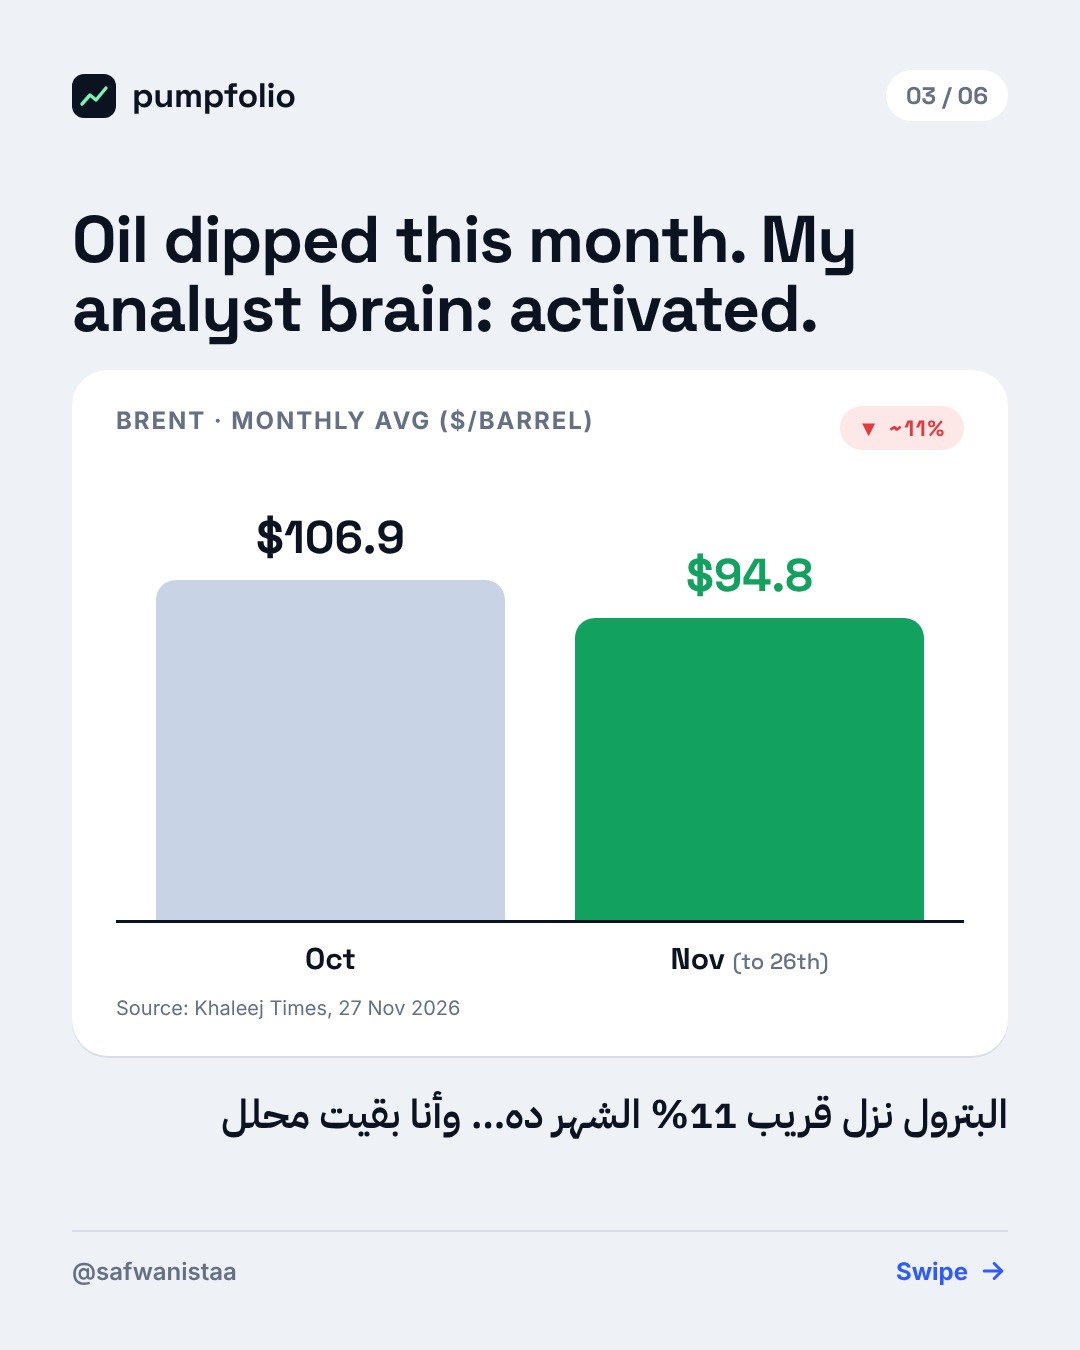 pumpfolio
03 / 06
Oil dipped this month. My
analyst brain: activated.
BRENT · MONTHLY AVG ($/BARREL)
▼ ~11%
$106.9
$94.8
Oct
Nov (to 26th)
Source: Khaleej Times, 27 Nov 2026
البترول نزل قريب 11% الشهر ده... وأنا بقيت محلل
@safwanistaa
Swipe →